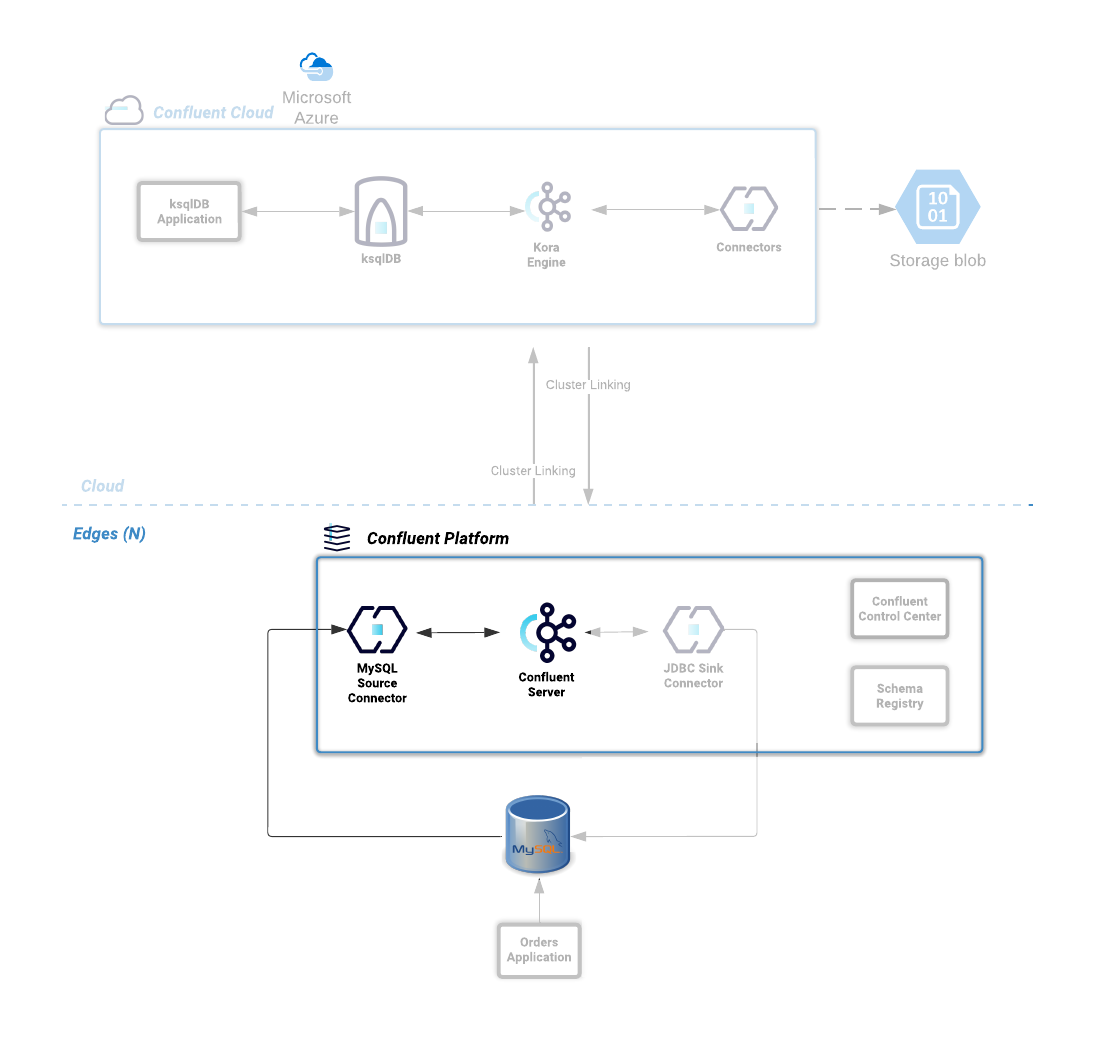 Microsoft
Azure
Confluent Cloud
ksqlDB
Application
ksqlDB
Kora
Engine
Connectors
10
01
Storage blob
Cluster Linking
Cluster Linking
Cloud
Edges (N)
Confluent Platform
MySQL
Source
Connector
Confluent
Server
JDBC Sink
Connector
Confluent
Control Center
Schema
Registry
MySQL
Orders
Application